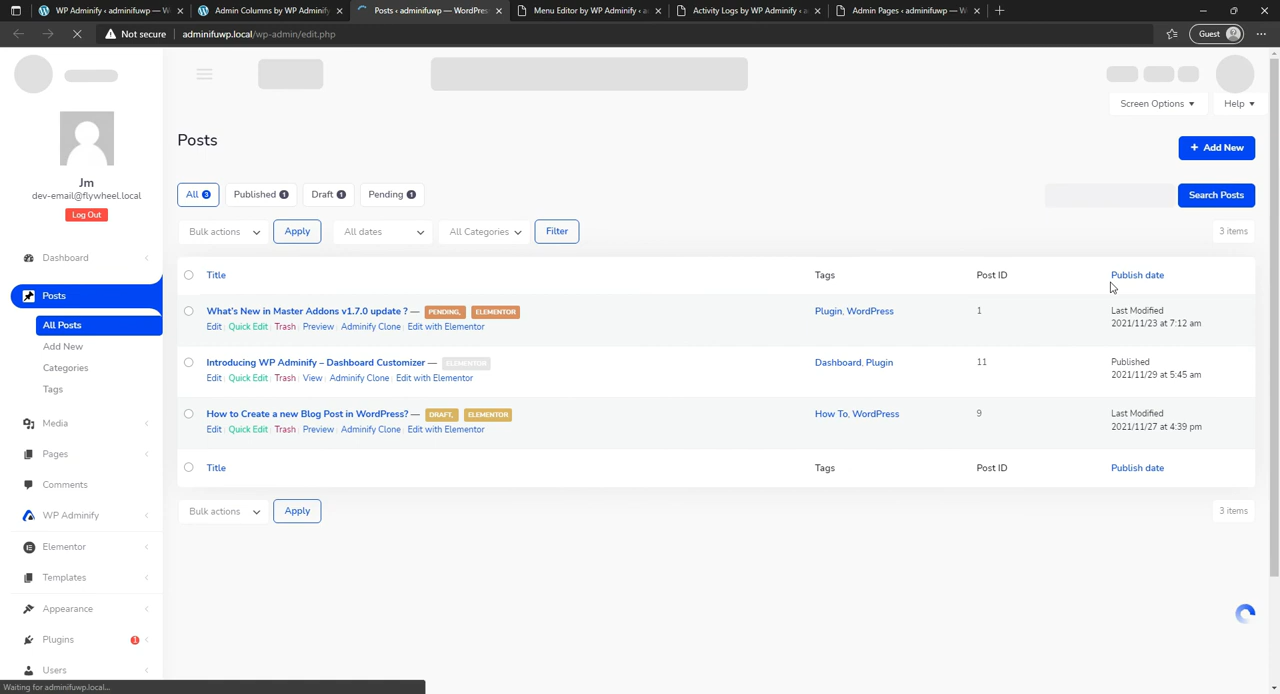 WP Adminify ‹ adminifuwp — W
Admin Columns by WP Adminify
Posts ‹ adminifuwp — WordPress
Menu Editor by WP Adminify ‹ a
Activity Logs by WP Adminify ‹
Admin Pages ‹ adminifuwp — W
Not secure adminifuwp.local/wp-admin/edit.php Guest
Screen Options Help
Jm
dev-email@flywheel.local
Log Out
Dashboard
Posts
All Posts
Add New
Categories
Tags
Media
Pages
Comments
WP Adminify
Elementor
Templates
Appearance
Plugins 1
Users
Posts
+ Add New
All 3 Published 1 Draft 1 Pending 1
Search Posts
Bulk actions Apply All dates All Categories Filter 3 items
Title Tags Post ID Publish date
What's New in Master Addons v1.7.0 update ? — PENDING, ELEMENTOR Plugin, WordPress 1 Last Modified
Edit | Quick Edit | Trash | Preview | Adminify Clone | Edit with Elementor 2021/11/23 at 7:12 am
Introducing WP Adminify – Dashboard Customizer — ELEMENTOR Dashboard, Plugin 11 Published
Edit | Quick Edit | Trash | View | Adminify Clone | Edit with Elementor 2021/11/29 at 5:45 am
How to Create a new Blog Post in WordPress? — DRAFT, ELEMENTOR How To, WordPress 9 Last Modified
Edit | Quick Edit | Trash | Preview | Adminify Clone | Edit with Elementor 2021/11/27 at 4:39 pm
Title Tags Post ID Publish date
Bulk actions Apply 3 items
Waiting for adminifuwp.local...